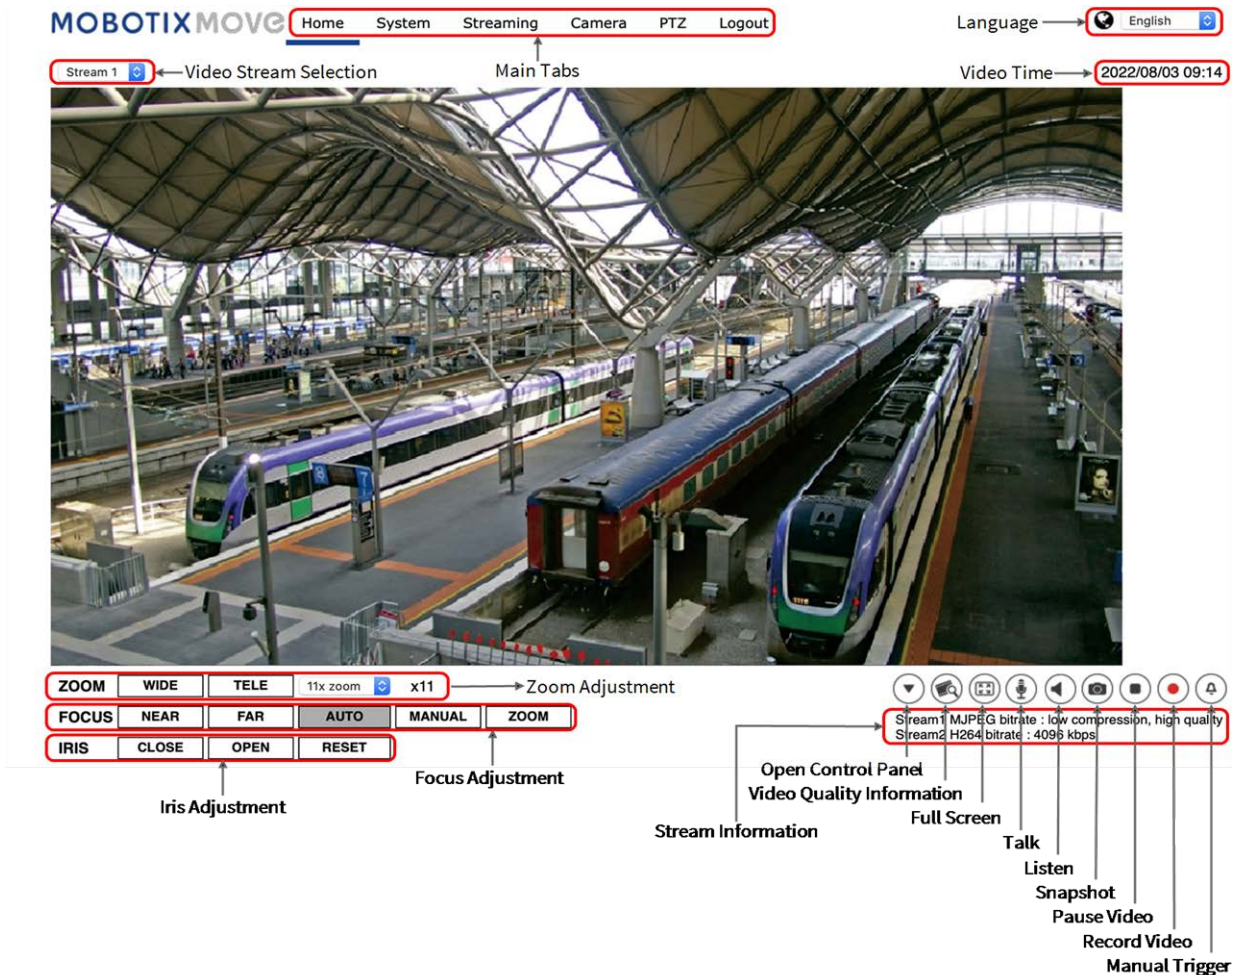 MOBOTIX MOVE
Home System Streaming Camera PTZ Logout
Language
English
Stream 1
Video Stream Selection
Main Tabs
Video Time
2022/08/03 09:14
ZOOM WIDE TELE 11x zoom x11
Zoom Adjustment
FOCUS NEAR FAR AUTO MANUAL ZOOM
IRIS CLOSE OPEN RESET
Stream1 MJPEG bitrate : low compression, high quality
Stream2 H264 bitrate : 4096 kbps
Focus Adjustment
Iris Adjustment
Open Control Panel
Video Quality Information
Full Screen
Stream Information
Talk
Listen
Snapshot
Pause Video
Record Video
Manual Trigger